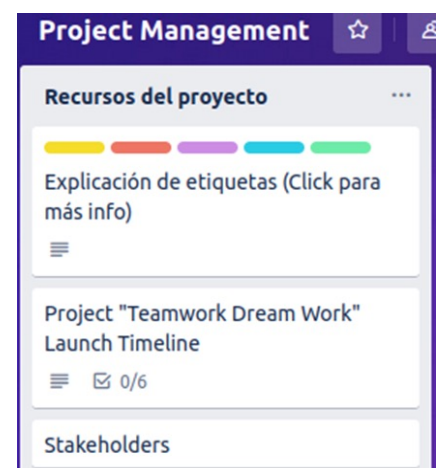 Project Management
Recursos del proyecto
Explicación de etiquetas (Click para
más info)
Project "Teamwork Dream Work"
Launch Timeline
0/6
Stakeholders